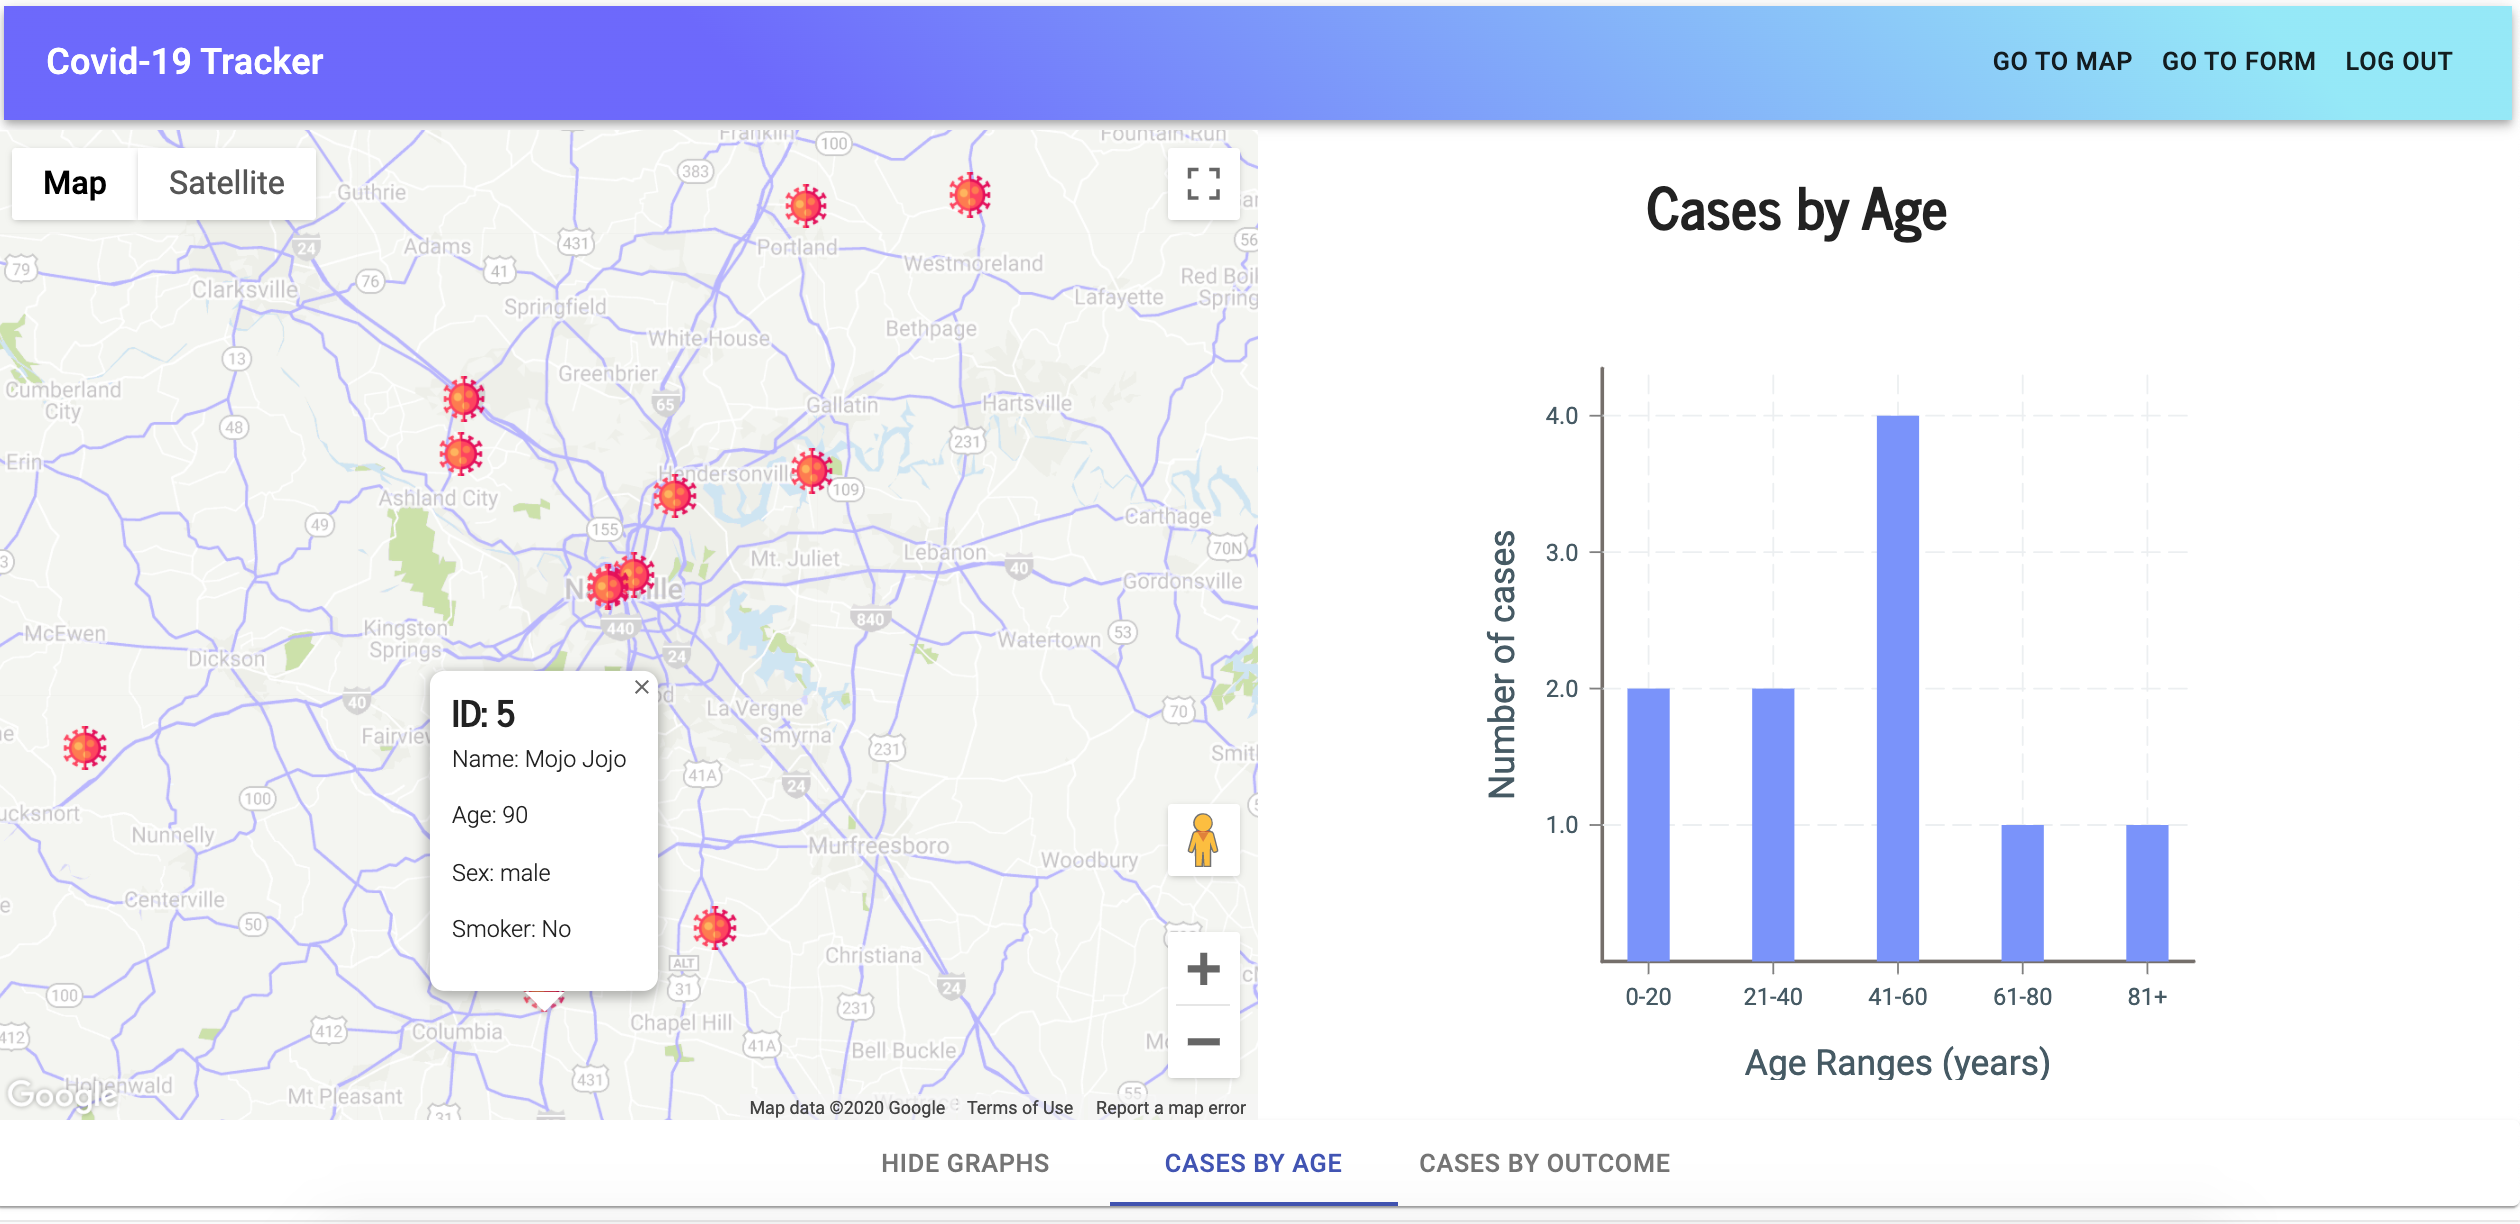 Covid-19 Tracker
GO TO MAP
GO TO FORM
LOG OUT
Map
Satellite
Franklin
100
Fountain Run
383
Guthrie
24
Adams
431
Portland
56
79
41
Westmoreland
76
Red Boil
Spring
Clarksville
Springfield
Lafayette
White House
Bethpage
13
Greenbrier
Cumberland
City
65
Gallatin
Hartsville
48
231
Erin
Hendersonvill
109
Ashland City
Carthage
49
155
70N
Mt. Juliet
Lebanon
3
40
Gordonsville
N
lle
440
840
McEwen
Kingston
Springs
53
Watertown
Dickson
24
40
La Vergne
70
Fairview
Smyrna
231
Smit
41A
24
ucksnort
100
Nunnelly
Murfreesboro
Woodbury
Centerville
50
Christiana
ALT
31
24
100
231
412
412
Columbia
Chapel Hill
41A
Bell Buckle
Hohenwald
431
Mt Pleasant
31
55
ID: 5
Name: Mojo Jojo
Age: 90
Sex: male
Smoker: No
Google
Map data ©2020 Google
Terms of Use
Report a map error
Cases by Age
Number of cases
4.0
3.0
2.0
1.0
0-20
21-40
41-60
61-80
81+
Age Ranges (years)
HIDE GRAPHS
CASES BY AGE
CASES BY OUTCOME